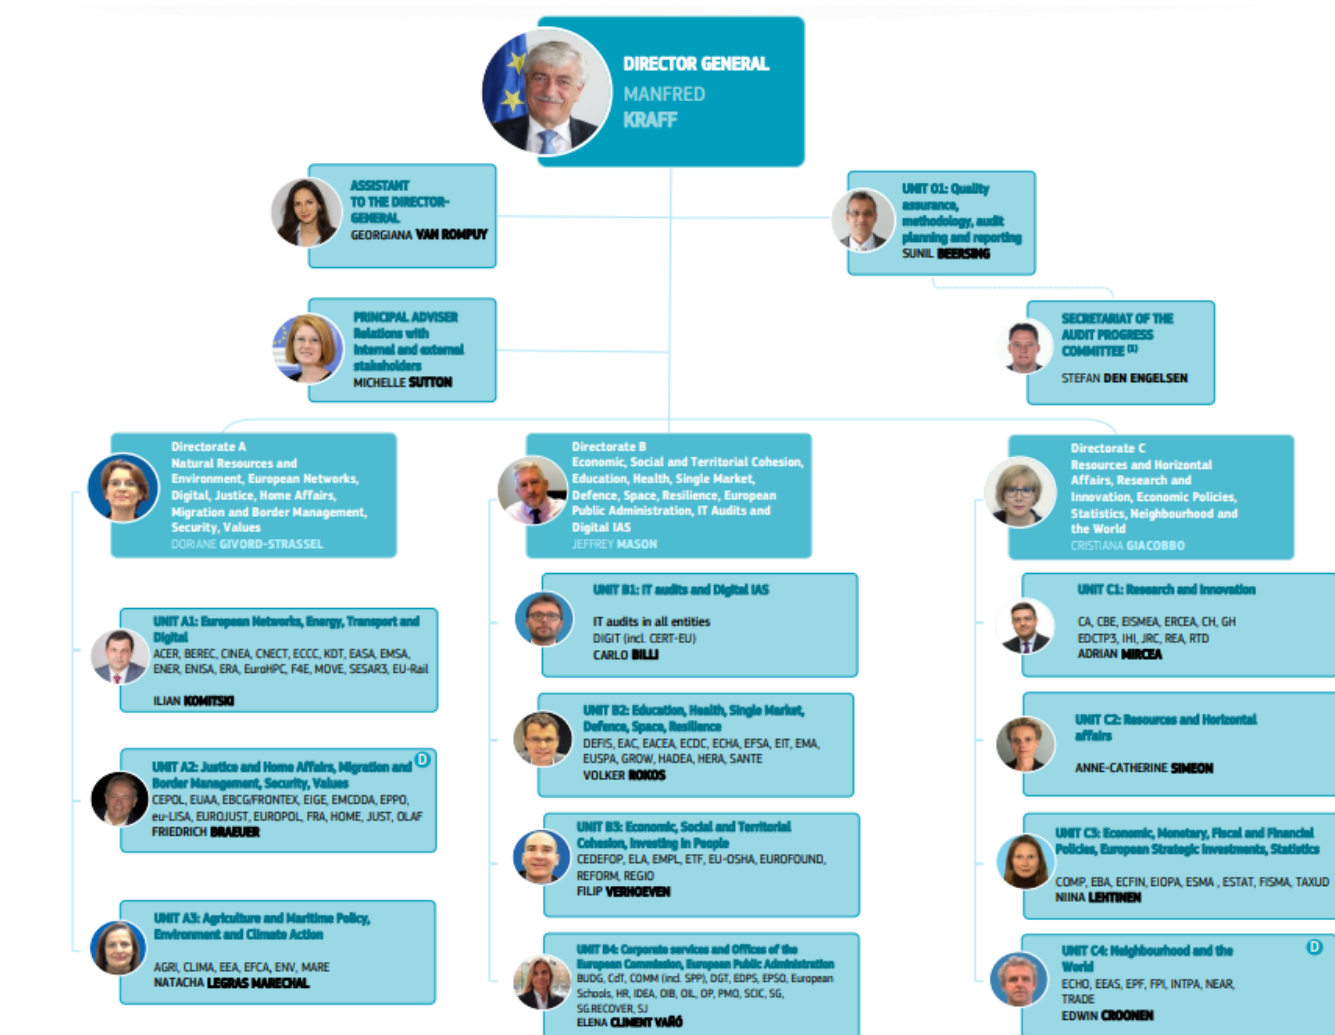 DIRECTOR GENERAL
MANFRED
KRAFF
ASSISTANT
TO THE DIRECTOR-
GENERAL
GEORGIANA VAN ROMPUY
UNIT 01: Quality
assurance,
methodology, audit
planning and reporting
SUNIL BEERSING
PRINCIPAL ADVISER
Relations with
internal and external
stakeholders
MICHELLE SUTTON
SECRETARIAT OF THE
AUDIT PROGRESS
COMMITTEE (1)
STEFAN DEN ENGELSEN
Directorate A
Natural Resources and
Environment, European Networks,
Digital, Justice, Home Affairs,
Migration and Border Management,
Security, Values
DORIANE GIVORD-STRASSEL
UNIT A1: European Networks, Energy, Transport and
Digital
ACER, BEREC, CINEA, CNECT, ECCC, KDT, EASA, EMSA,
ENER, ENISA, ERA, EuroHPC, F4E, MOVE, SESAR3, EU-Rail
ILIAN KOMITSKI
UNIT A2: Justice and Home Affairs, Migration and
Border Management, Security, Values
D
CEPOL, EUAA, EBCG/FRONTEX, EIGE, EMCDDA, EPPO,
eu-LISA, EUROJUST, EUROPOL, FRA, HOME, JUST, OLAF
FRIEDRICH BRAEUER
UNIT A3: Agriculture and Maritime Policy,
Environment and Climate Action
AGRI, CLIMA, EEA, EFCA, ENV, MARE
NATACHA LEGRAS MARECHAL
Directorate B
Economic, Social and Territorial Cohesion,
Education, Health, Single Market,
Defence, Space, Resilience, European
Public Administration, IT Audits and
Digital IAS
JEFFREY MASON
UNIT B1: IT audits and Digital IAS
IT audits in all entities
DIGIT (incl. CERT-EU)
CARLO BILLI
UNIT B2: Education, Health, Single Market,
Defence, Space, Resilience
DEFIS, EAC, EACEA, ECDC, ECHA, EFSA, EIT, EMA,
EUSPA, GROW, HADEA, HERA, SANTE
VOLKER ROKOS
UNIT B3: Economic, Social and Territorial
Cohesion, Investing in People
CEDEFOP, ELA, EMPL, ETF, EU-OSHA, EUROFOUND,
REFORM, REGIO
FILIP VERHOEVEN
UNIT B4: Corporate services and Offices of the
European Commission, European Public Administration
BUDG, CdT, COMM (incl. SPP), DGT, EDPS, EPSO, European
Schools, HR, IDEA, OIB, OIL, OP, PMO, SCIC, SG,
SG.RECOVER, SJ
ELENA CLIMENT VAÑÓ
Directorate C
Resources and Horizontal
Affairs, Research and
Innovation, Economic Policies,
Statistics, Neighbourhood and
the World
CRISTIANA GIACOBBO
UNIT C1: Research and Innovation
CA, CBE, EISMEA, ERCEA, CH, GH
EDCTP3, IHI, JRC, REA, RTD
ADRIAN MIRCEA
UNIT C2: Resources and Horizontal
affairs
ANNE-CATHERINE SIMEON
UNIT C3: Economic, Monetary, Fiscal and Financial
Policies, European Strategic Investments, Statistics
COMP, EBA, ECFIN, EIOPA, ESMA , ESTAT, FISMA, TAXUD
NIINA LEHTINEN
UNIT C4: Neighbourhood and the
World
D
ECHO, EEAS, EPF, FPI, INTPA, NEAR,
TRADE
EDWIN CROONEN